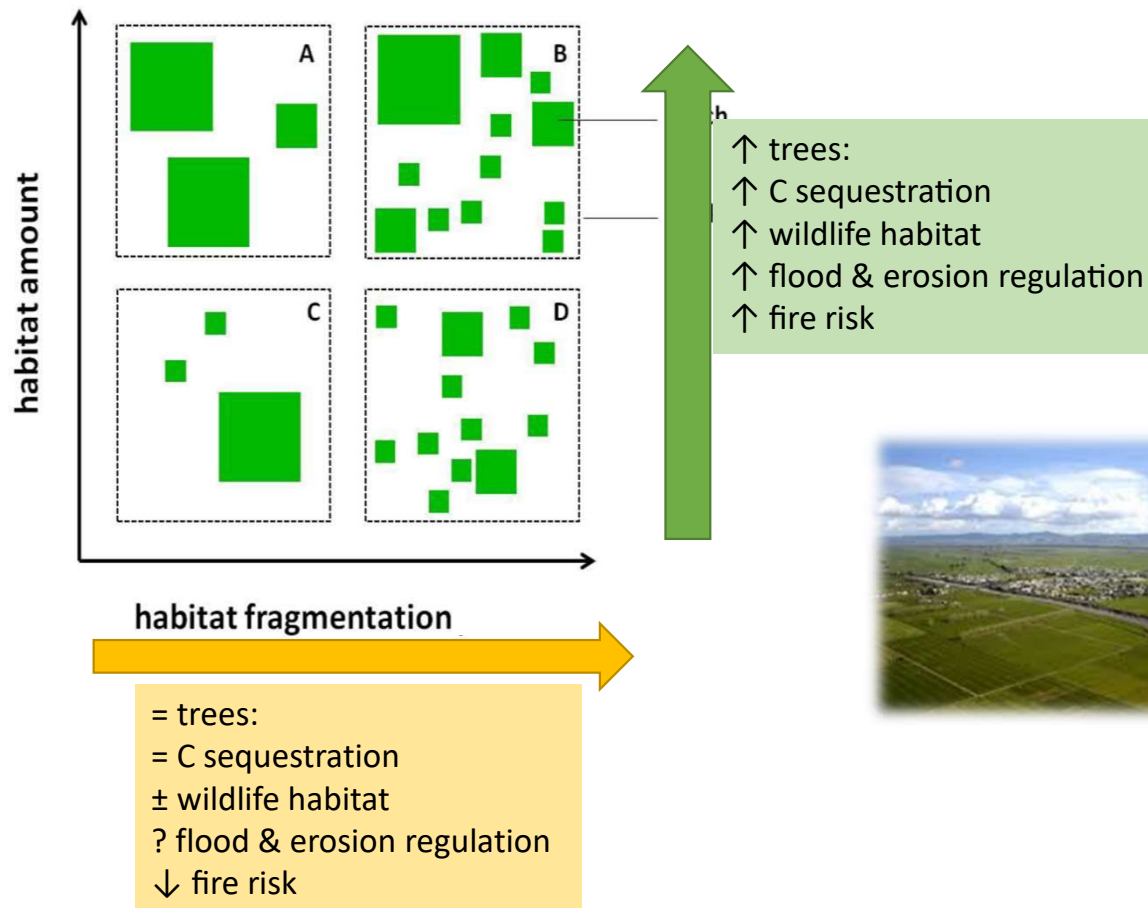 A
B
C
D
habitat amount
habitat fragmentation
↑ trees:
↑ C sequestration
↑ wildlife habitat
↑ flood & erosion regulation
↑ fire risk
= trees:
= C sequestration
± wildlife habitat
? flood & erosion regulation
↓ fire risk